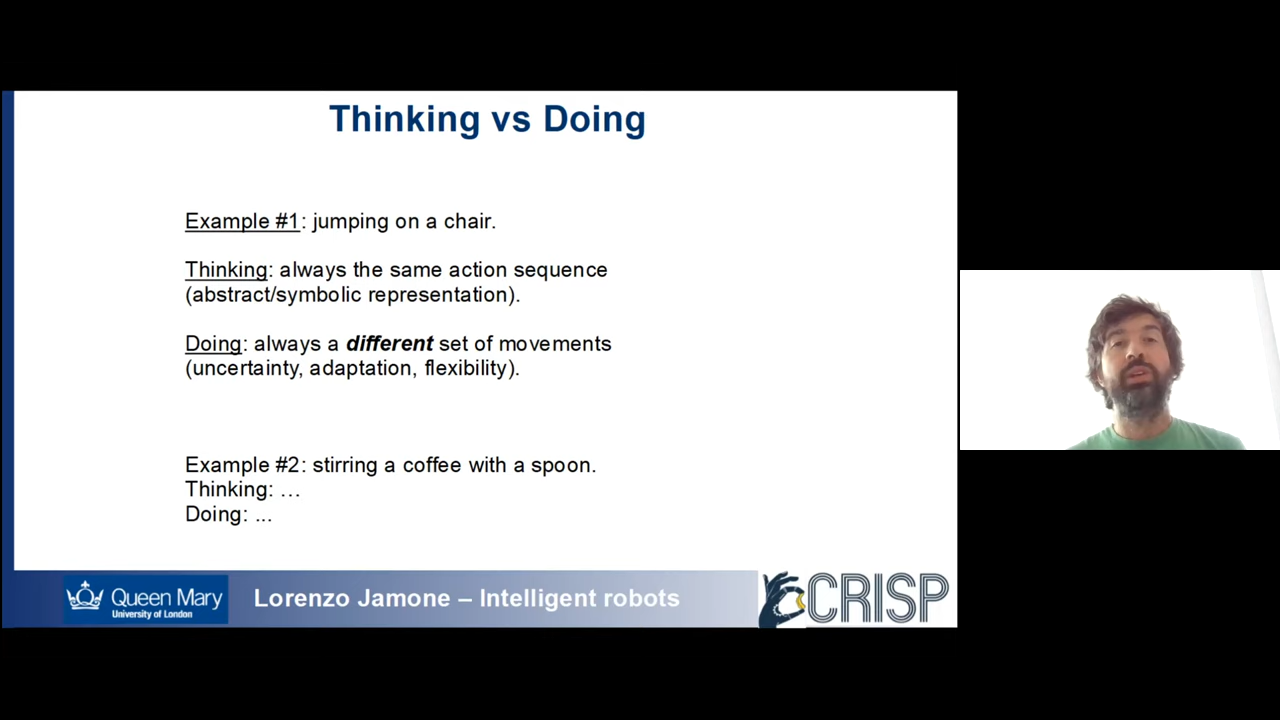 Thinking vs Doing
Example #1: jumping on a chair.
Thinking: always the same action sequence
(abstract/symbolic representation).
Doing: always a different set of movements
(uncertainty, adaptation, flexibility).
Example #2: stirring a coffee with a spoon.
Thinking: …
Doing: ...
Queen Mary
University of London
Lorenzo Jamone – Intelligent robots
CRISP